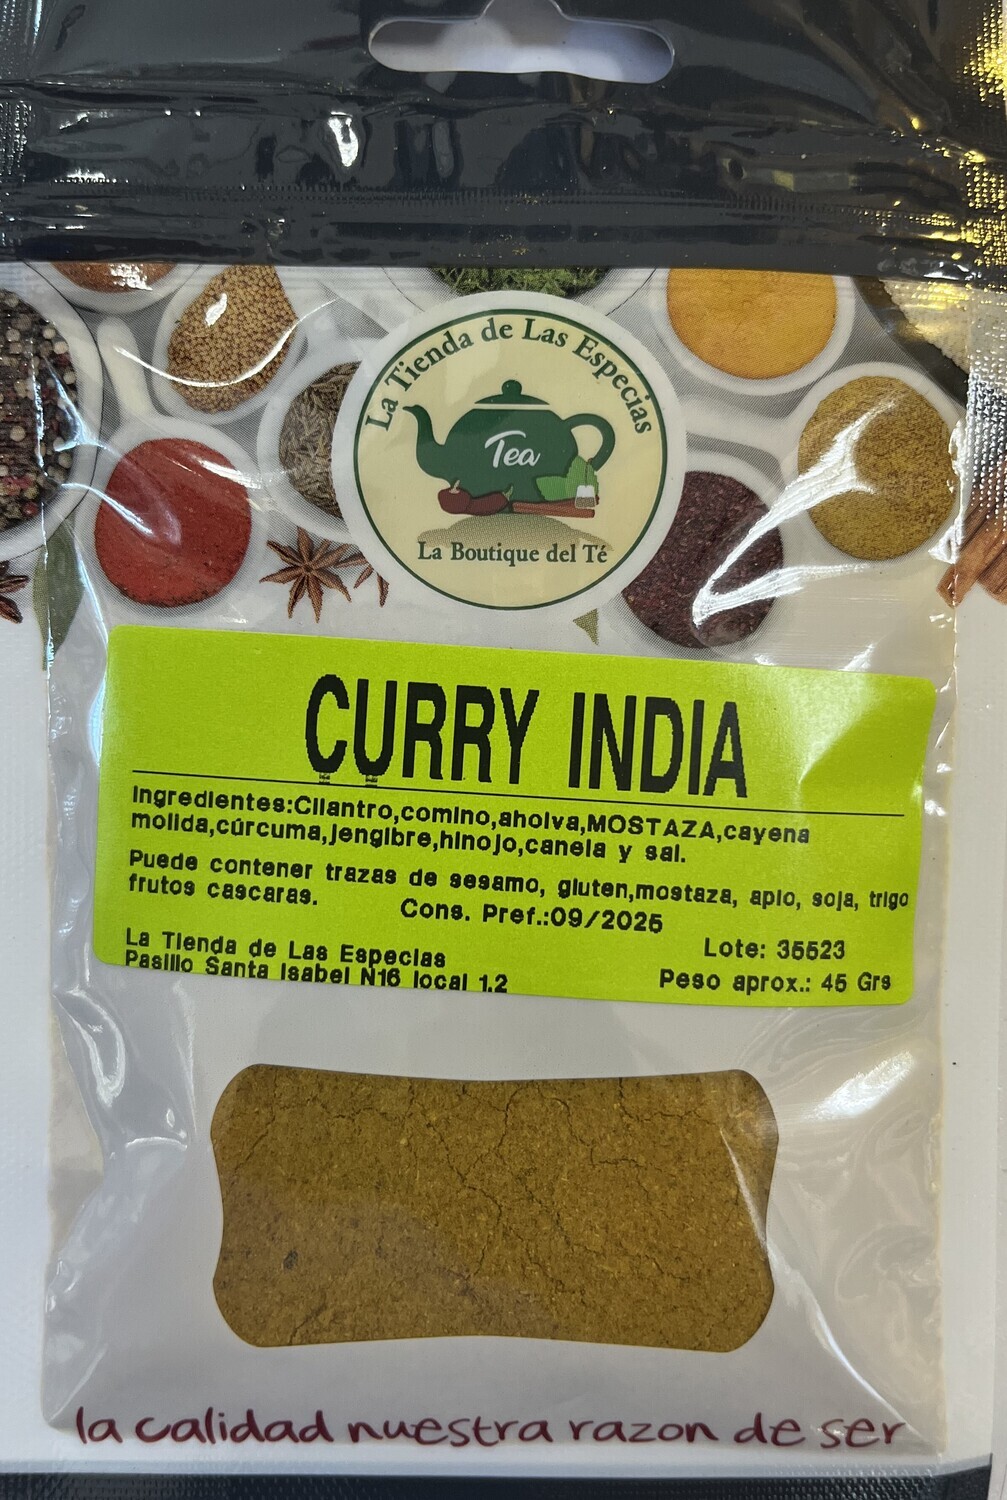 La Tienda de Las Especias
Tea
La Boutique del Té
CURRY INDIA
Ingredientes:Cilantro,comino,aholva,MOSTAZA,cayena
molida,cúrcuma,jengibre,hinojo,canela y sal.
Puede contener trazas de sesamo, gluten,mostaza, apio, soja, trigo
frutos cascaras.
Cons. Pref.:09/2025
La Tienda de Las Especias
Lote: 35523
Pasillo Santa Isabel N16 local 1.2
Peso aprox.: 45 Grs
la calidad nuestra razon de ser